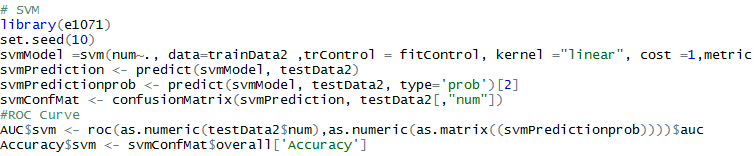 # SVM
library(e1071)
set.seed(10)
svmModel =svm(num~., data=trainData2 ,trControl = fitControl, kernel ="linear", cost =1,metric
svmPrediction <- predict(svmModel, testData2)
svmPredictionprob <- predict(svmModel, testData2, type='prob')[2]
svmConfMat <- confusionMatrix(svmPrediction, testData2[,"num"])
#ROC Curve
AUC$svm <- roc(as.numeric(testData2$num),as.numeric(as.matrix((svmPredictionprob))))$auc
Accuracy$svm <- svmConfMat$overall['Accuracy']